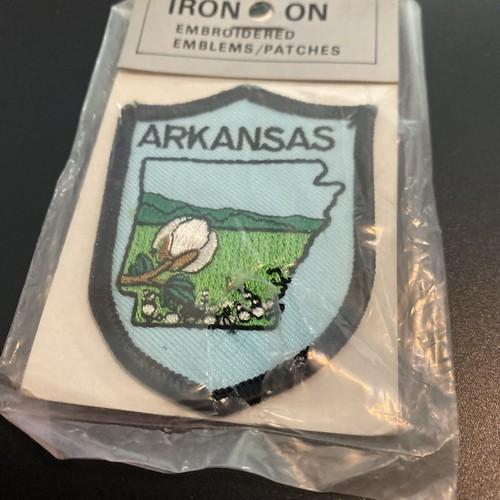 IRON ON
EMBROIDERED
EMBLEMS/PATCHES
ARKANSAS